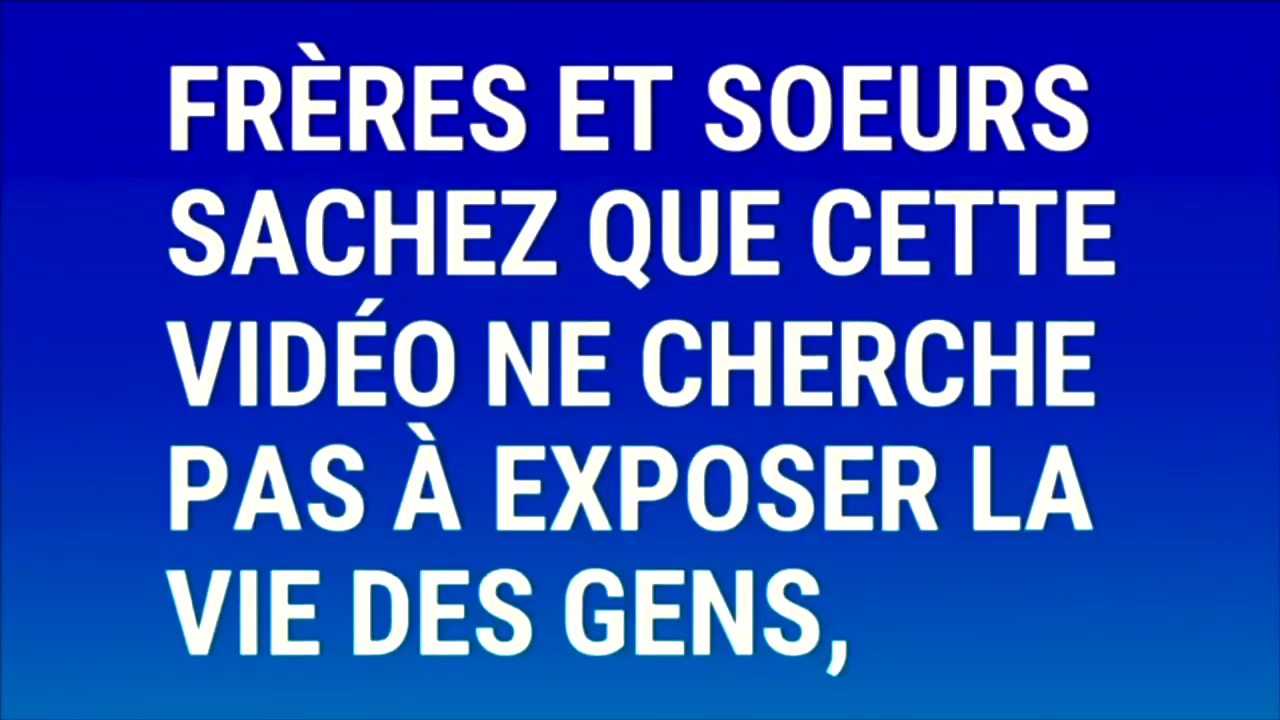 FRÈRES ET SOEURS
SACHEZ QUE CETTE
VIDÉO NE CHERCHE
PAS À EXPOSER LA
VIE DES GENS,